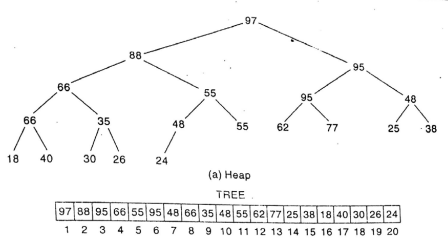 97
88 95
66 55 95 48
66 35 48 55 62 77 25 38
18 40 30 26 24
(a) Heap
TREE
97 88 95 66 55 95 48 66 35 48 55 62 77 25 38 18 40 30 26 24
1 2 3 4 5 6 7 8 9 10 11 12 13 14 15 16 17 18 19 20